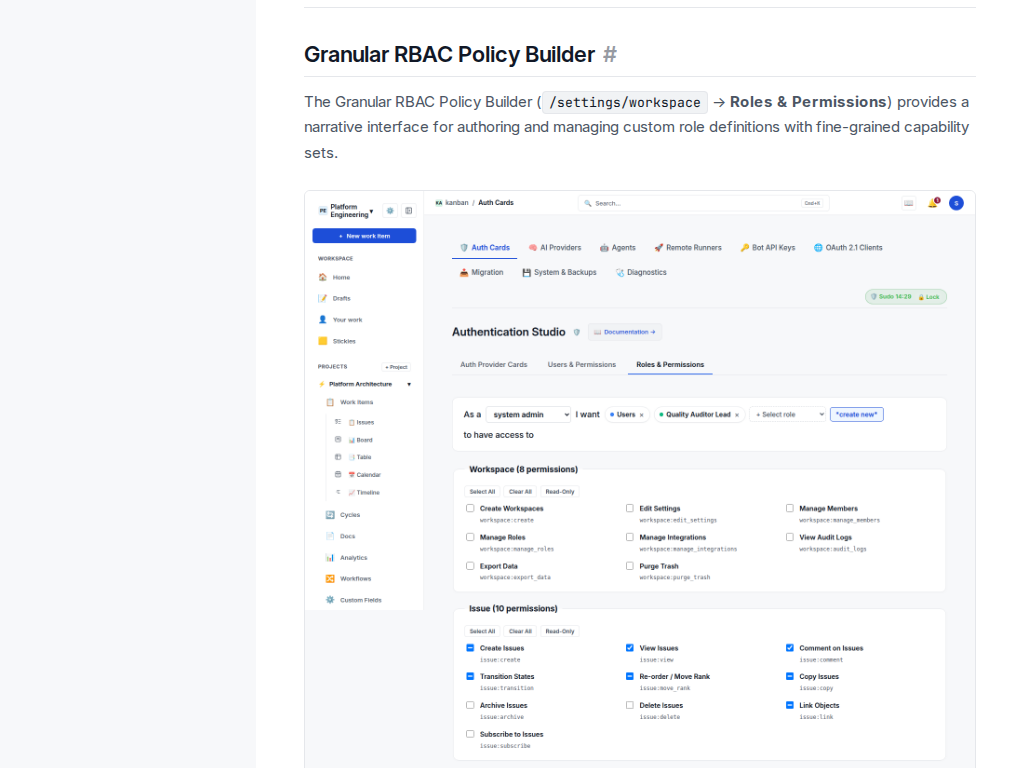 Granular RBAC Policy Builder #
The Granular RBAC Policy Builder ( /settings/workspace → Roles & Permissions) provides a
narrative interface for authoring and managing custom role definitions with fine-grained capability
sets.
PE Platform Engineering ▾
KA kanban / Auth Cards
Search...
Ctrl+K
S
+ New work item
WORKSPACE
Home
Drafts
Your work
Stickies
PROJECTS
+ Project
Platform Architecture ▾
Work Items
Issues
Board
Table
Calendar
Timeline
Cycles
Docs
Analytics
Workflows
Custom Fields
Auth Cards
AI Providers
Agents
Remote Runners
Bot API Keys
OAuth 2.1 Clients
Migration
System & Backups
Diagnostics
Sudo 14:29 Lock
Authentication Studio
Documentation →
Auth Provider Cards
Users & Permissions
Roles & Permissions
As a system admin I want Users × Quality Auditor Lead × + Select role *create new*
to have access to
Workspace (8 permissions)
Select All Clear All Read-Only
Create Workspaces Edit Settings Manage Members
workspace:create workspace:edit_settings workspace:manage_members
Manage Roles Manage Integrations View Audit Logs
workspace:manage_roles workspace:manage_integrations workspace:audit_logs
Export Data Purge Trash
workspace:export_data workspace:purge_trash
Issue (10 permissions)
Select All Clear All Read-Only
Create Issues View Issues Comment on Issues
issue:create issue:view issue:comment
Transition States Re-order / Move Rank Copy Issues
issue:transition issue:move_rank issue:copy
Archive Issues Delete Issues Link Objects
issue:archive issue:delete issue:link
Subscribe to Issues
issue:subscribe